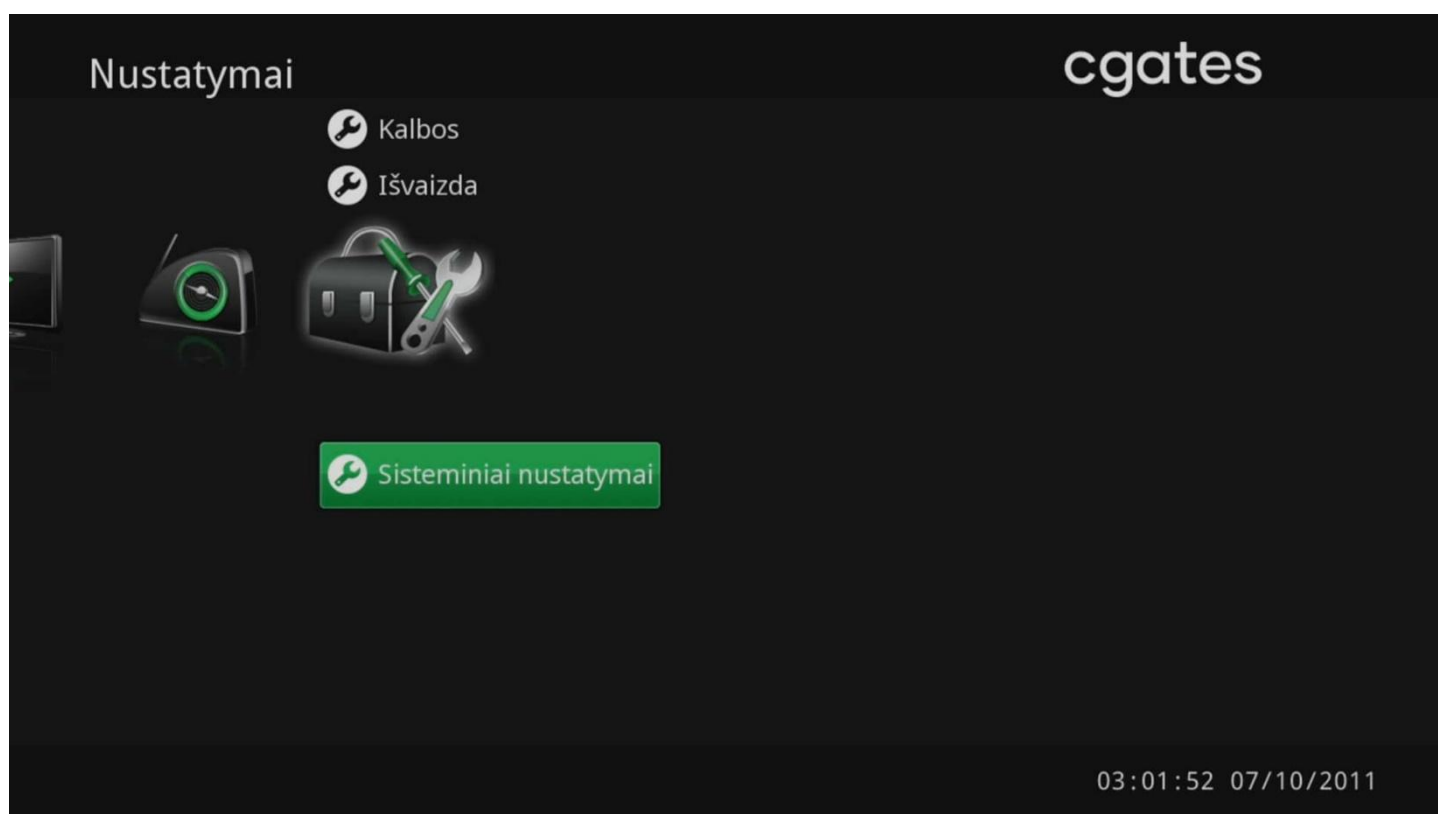 Nustatymai
cgates
Kalbos
Išvaizda
Sisteminiai nustatymai
03:01:52 07/10/2011